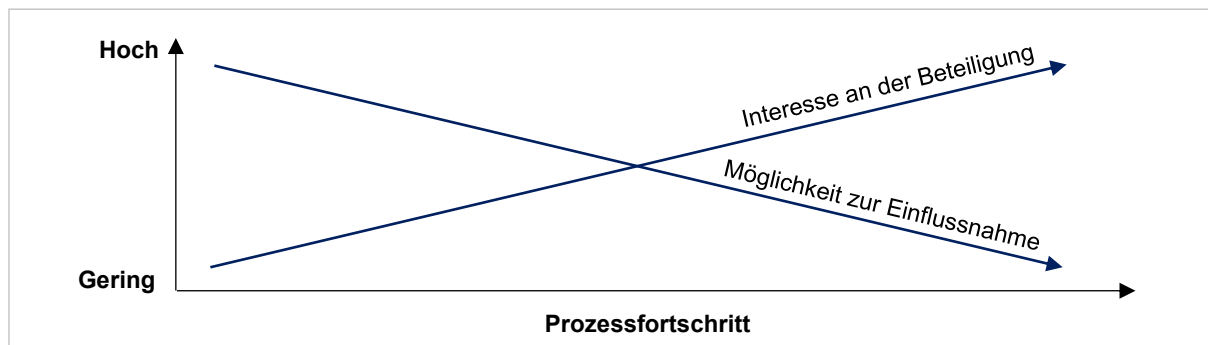 Hoch
Interesse an der Beteiligung
Möglichkeit zur Einflussnahme
Gering
Prozessfortschritt